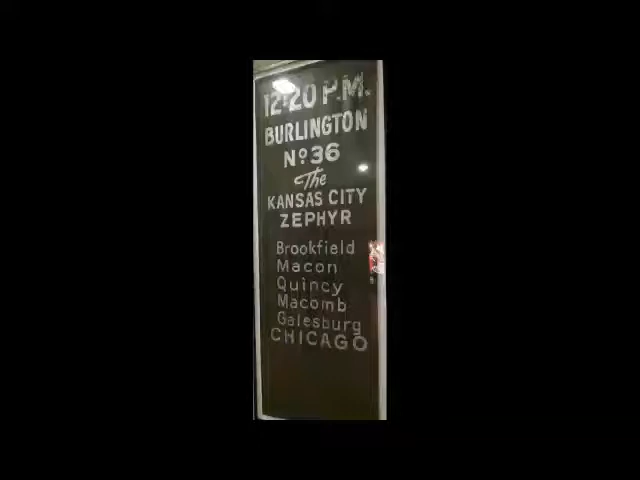 12:20 P.M.
BURLINGTON
Nº 36
The
KANSAS CITY
ZEPHYR
Brookfield
Macon
Quincy
Macomb
Galesburg
CHICAGO